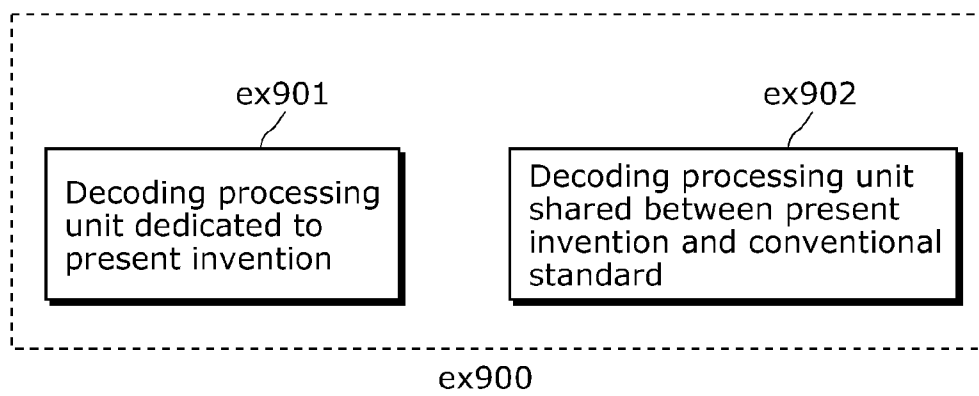 ex901
ex902
Decoding processing
unit dedicated to
present invention
Decoding processing unit
shared between present
invention and conventional
standard
ex900